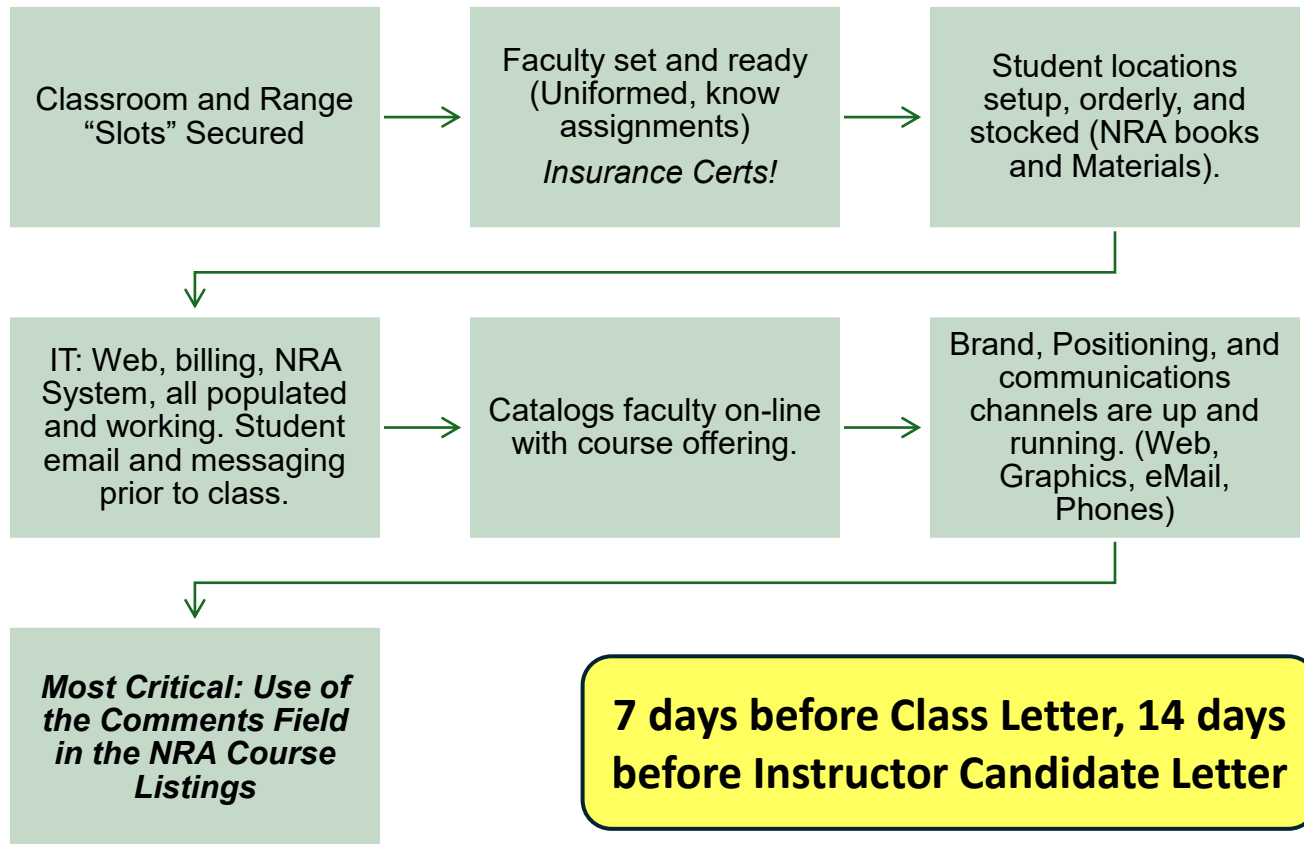 Classroom and Range
“Slots” Secured
Faculty set and ready
(Uniformed, know
assignments)
Insurance Certs!
Student locations
setup, orderly, and
stocked (NRA books
and Materials).
IT: Web, billing, NRA
System, all populated
and working. Student
email and messaging
prior to class.
Catalogs faculty on-line
with course offering.
Brand, Positioning, and
communications
channels are up and
running. (Web,
Graphics, eMail,
Phones)
Most Critical: Use of
the Comments Field
in the NRA Course
Listings
7 days before Class Letter, 14 days
before Instructor Candidate Letter